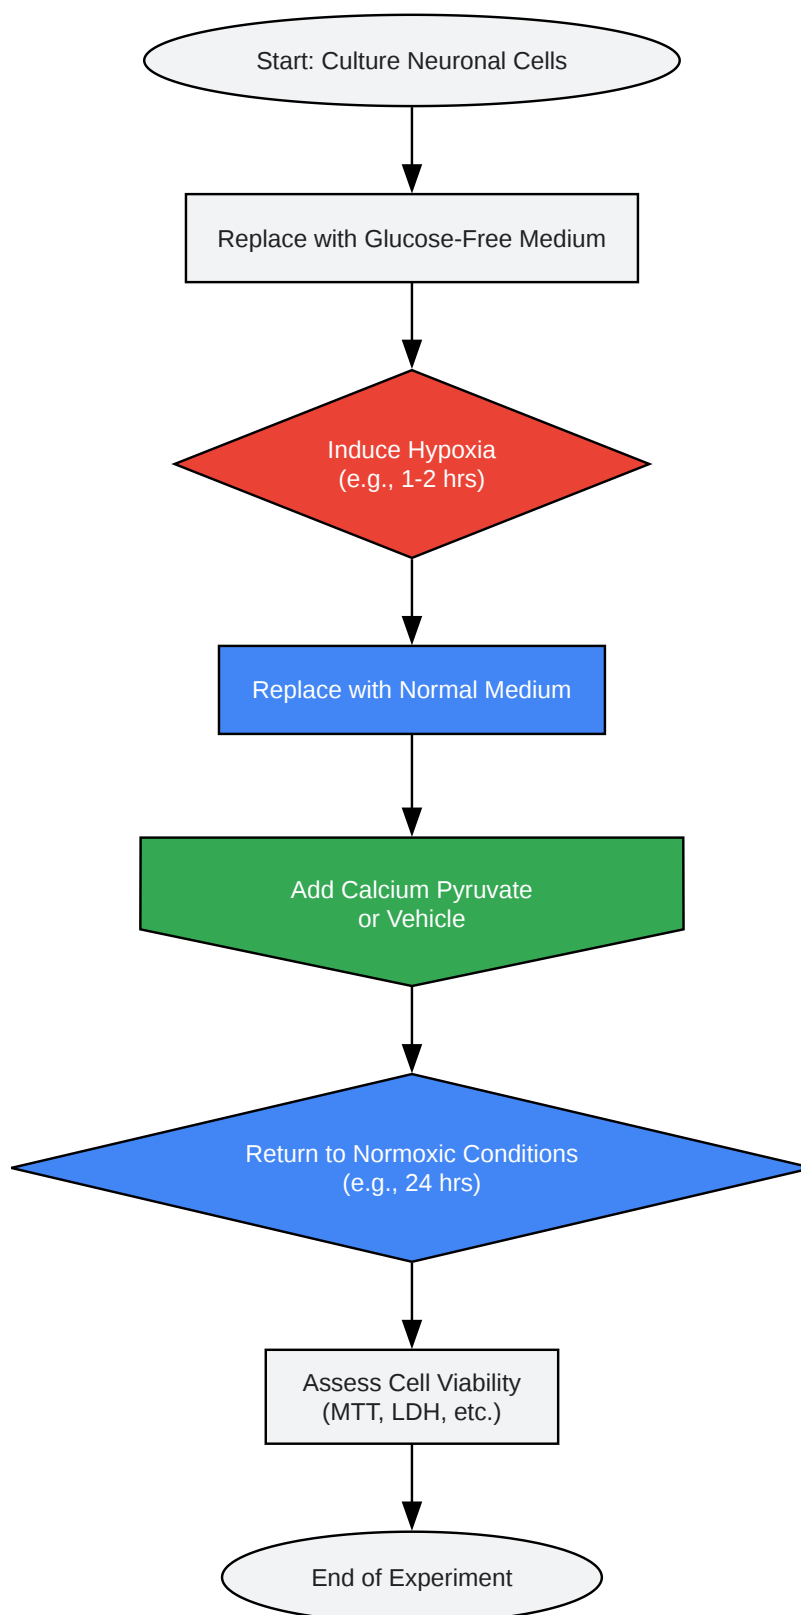 Start: Culture Neuronal Cells
Replace with Glucose-Free Medium
Induce Hypoxia
(e.g., 1-2 hrs)
Replace with Normal Medium
Add Calcium Pyruvate
or Vehicle
Return to Normoxic Conditions
(e.g., 24 hrs)
Assess Cell Viability
(MTT, LDH, etc.)
End of Experiment